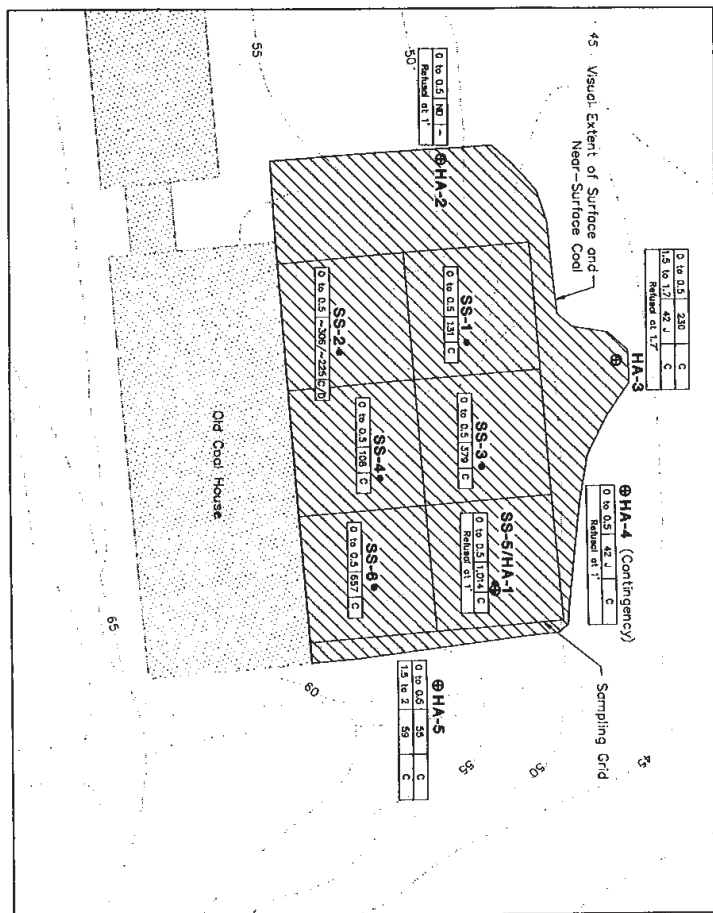 45
Visual Extent of Surface and
Near-Surface Coal
0 to 0.5 230 C
1.5 to 1.7 42 J C
Refusal at 1.7'
HA-3
HA-4 (Contingency)
0 to 0.5 42 J C
Refusal at 1'
45
50
0 to 0.5 ND -
Refusal at 1'
HA-2
SS-1
0 to 0.5 131 C
SS-3
0 to 0.5 379 C
SS-5/HA-1
0 to 0.5 1,014 C
Refusal at 1'
Sampling Grid
50
55
SS-2
0 to 0.5 ~306/~225 C/D
SS-4
0 to 0.5 108 C
SS-6
0 to 0.5 657 C
HA-5
0 to 0.5 55 C
1.5 to 2 59 C
55
60
Old Coal House
65